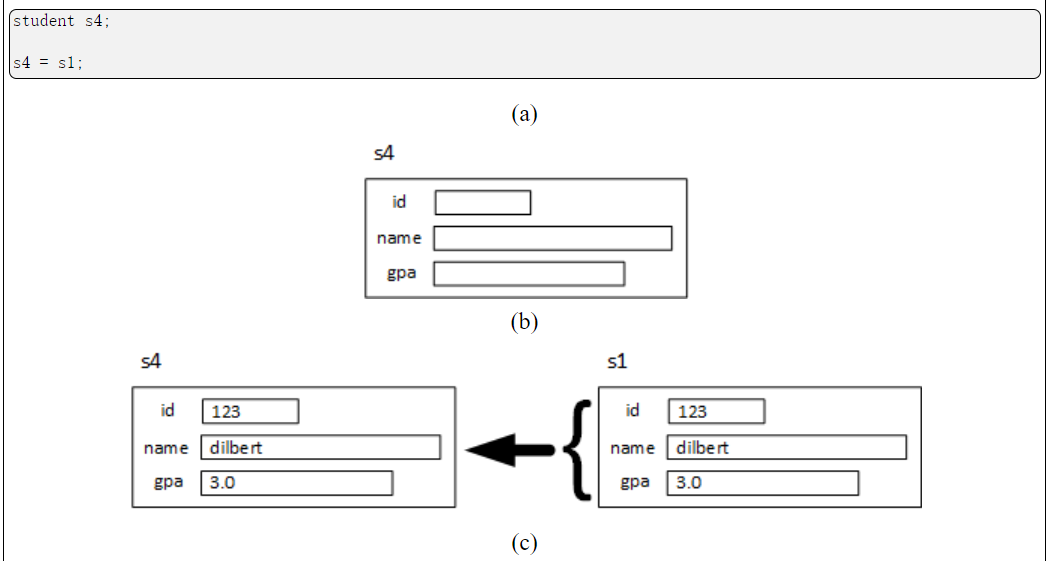 student s4;
s4 = s1;
(a)
s4
id
name
gpa
(b)
s4 s1
id 123 id 123
name dilbert name dilbert
gpa 3.0 gpa 3.0
(c)